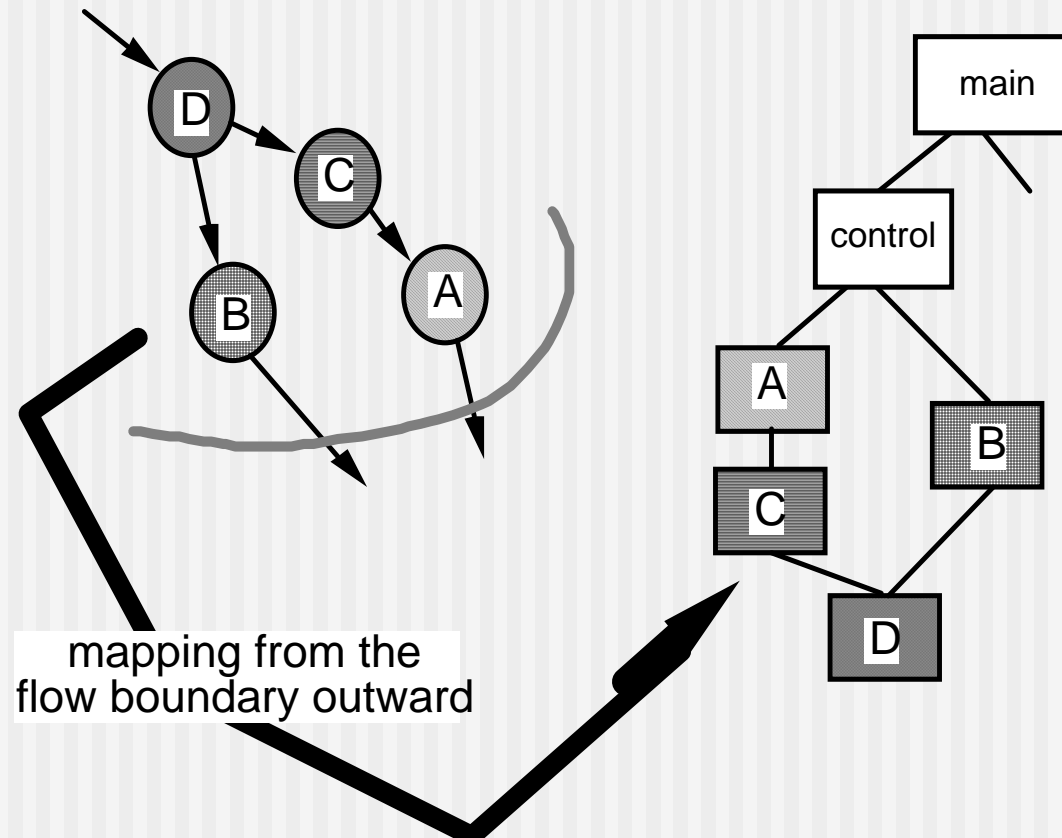 D
C
A
B
mapping from the
flow boundary outward
main
control
A
B
C
D